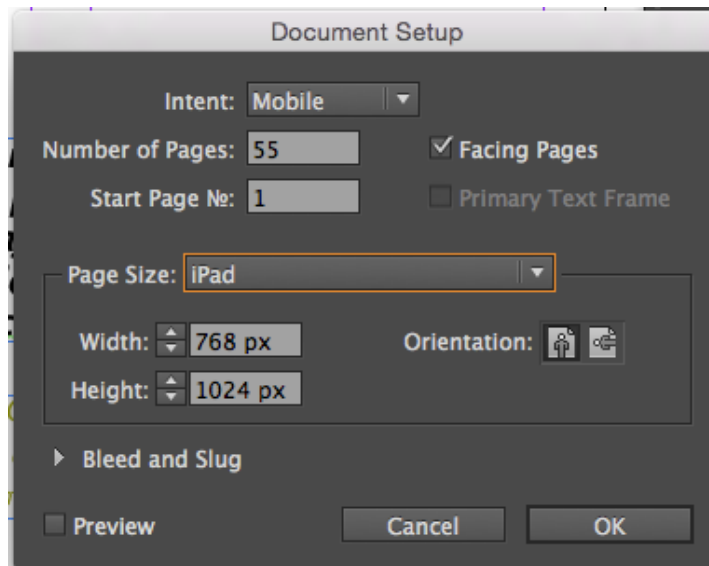 Document Setup
Intent: Mobile
Number of Pages: 55
Facing Pages
Start Page №: 1
Primary Text Frame
Page Size: iPad
Width: 768 px
Orientation:
Height: 1024 px
Bleed and Slug
Preview
Cancel
OK